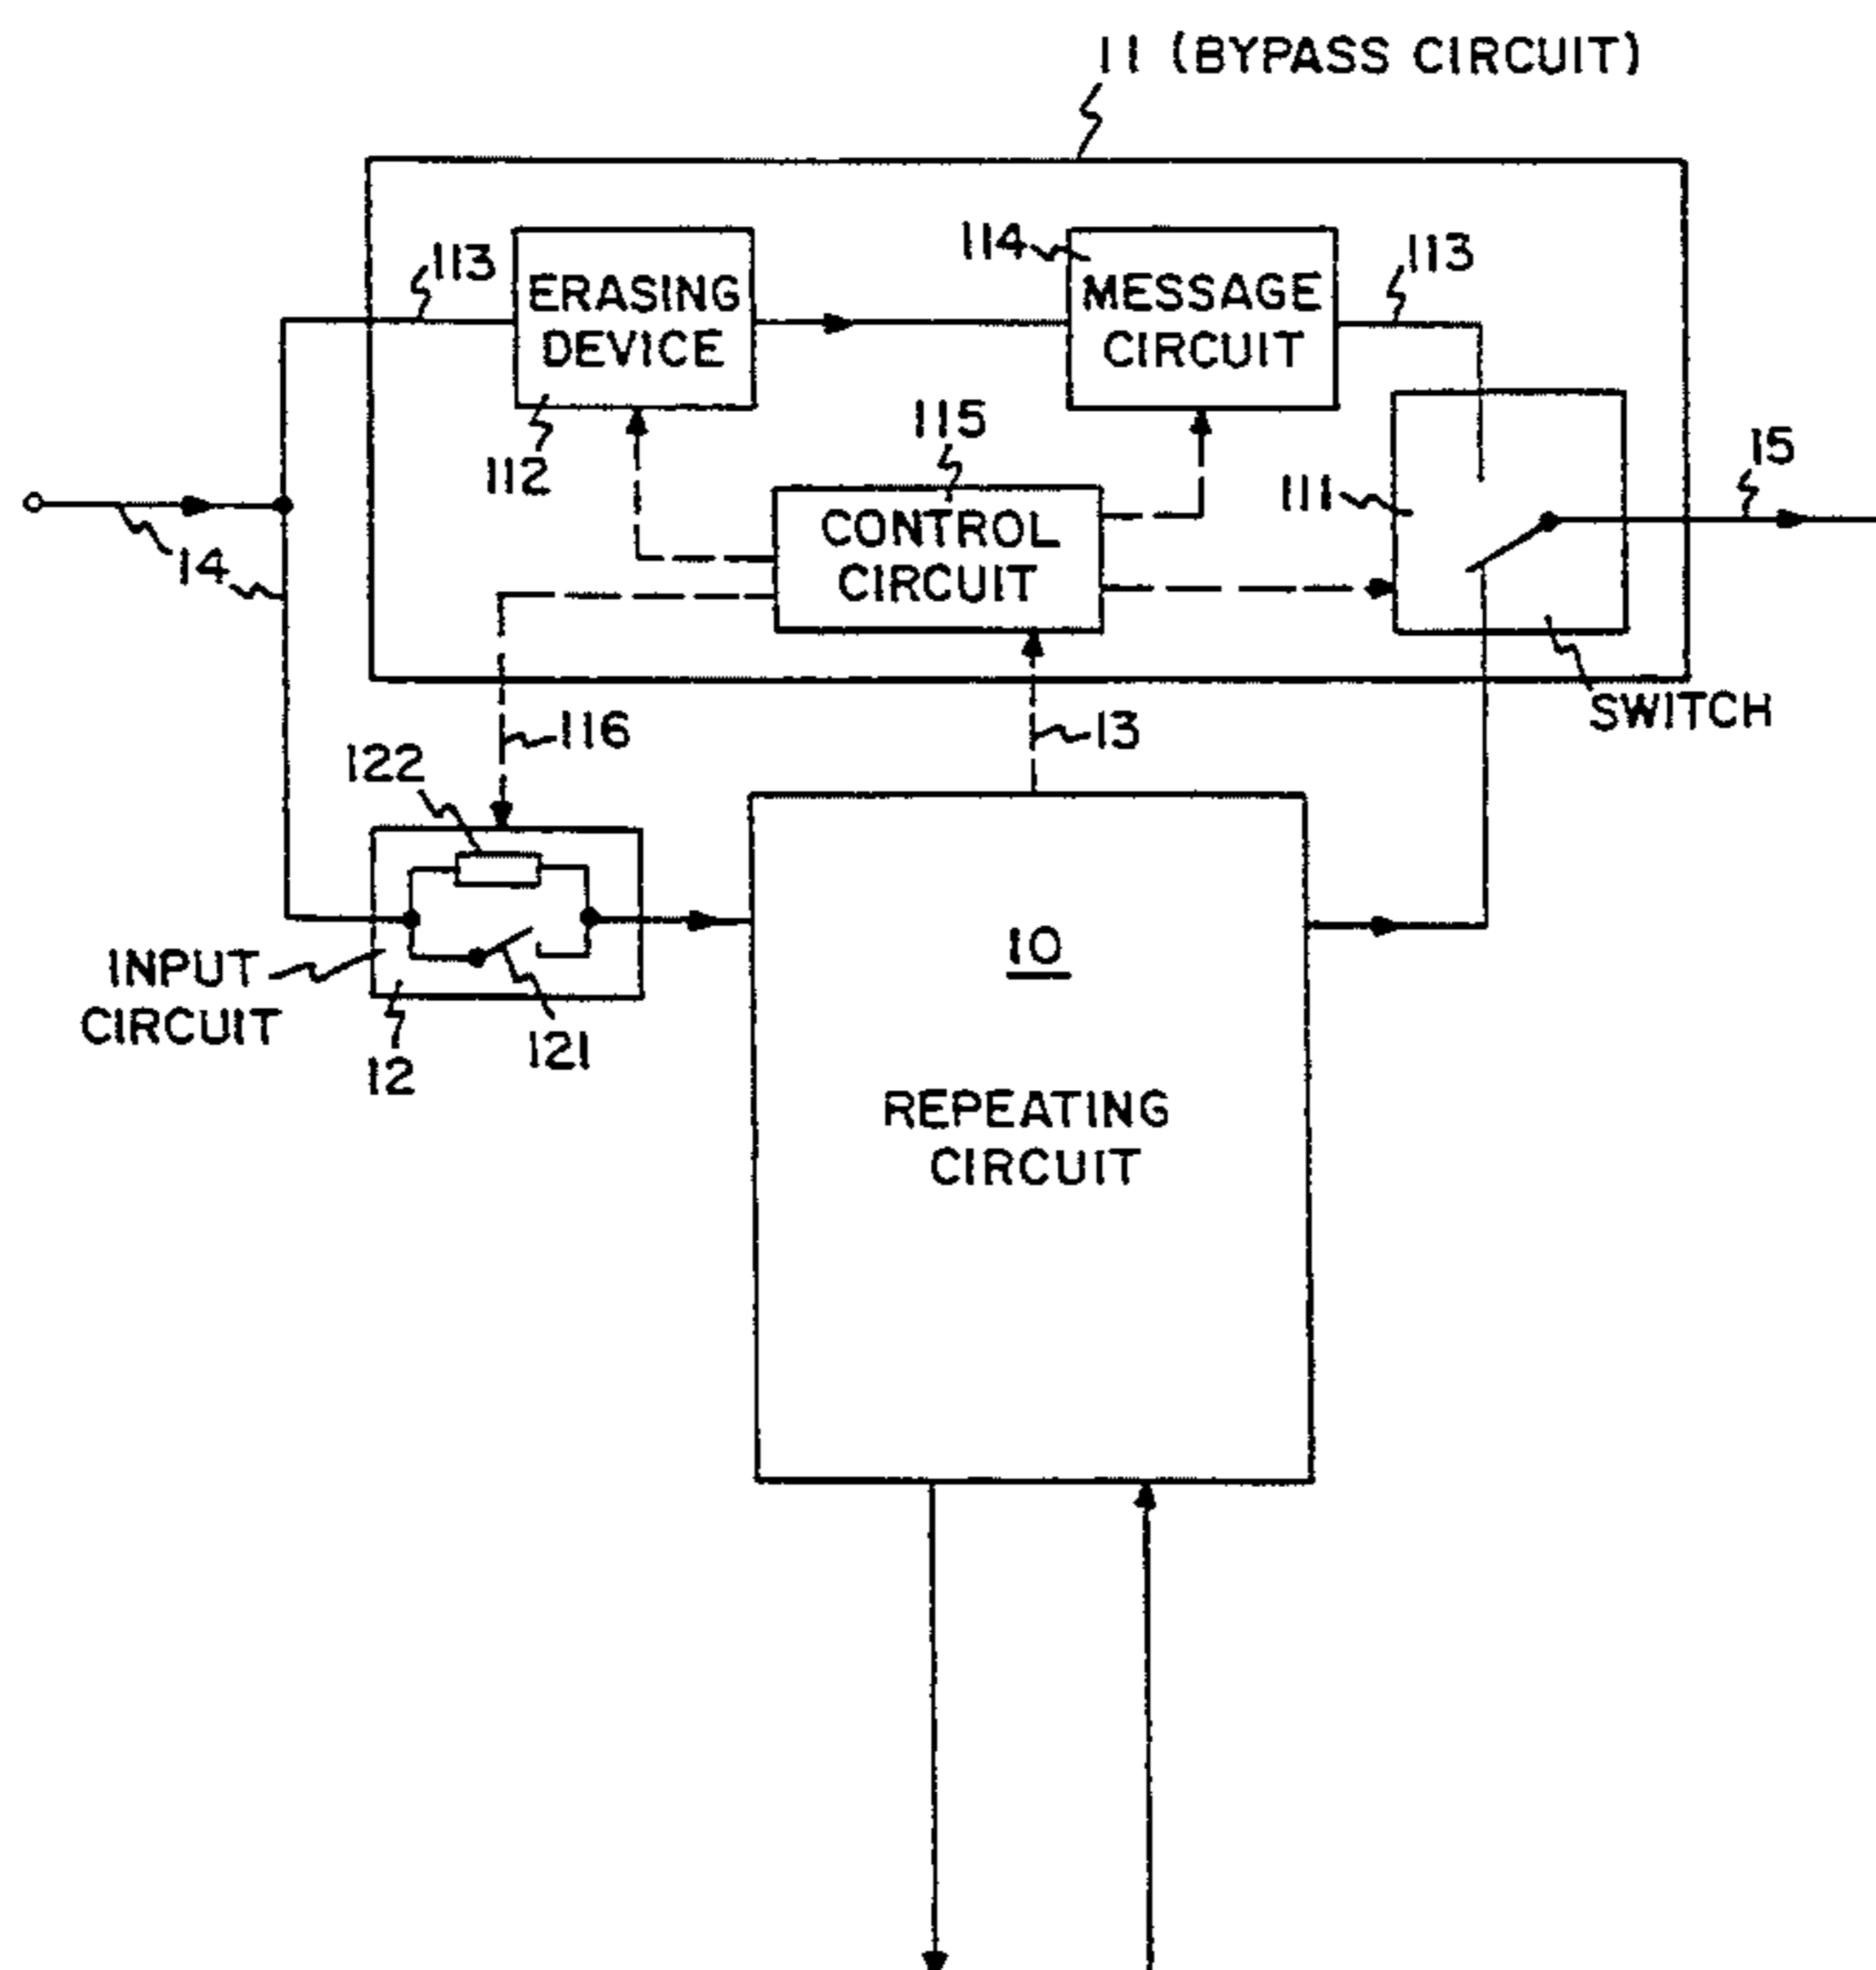 11 (BYPASS CIRCUIT)
113
ERASING
DEVICE
112
114
MESSAGE
CIRCUIT
113
115
CONTROL
CIRCUIT
111
15
14
SWITCH
116
13
122
INPUT
CIRCUIT
12
121
10
REPEATING
CIRCUIT